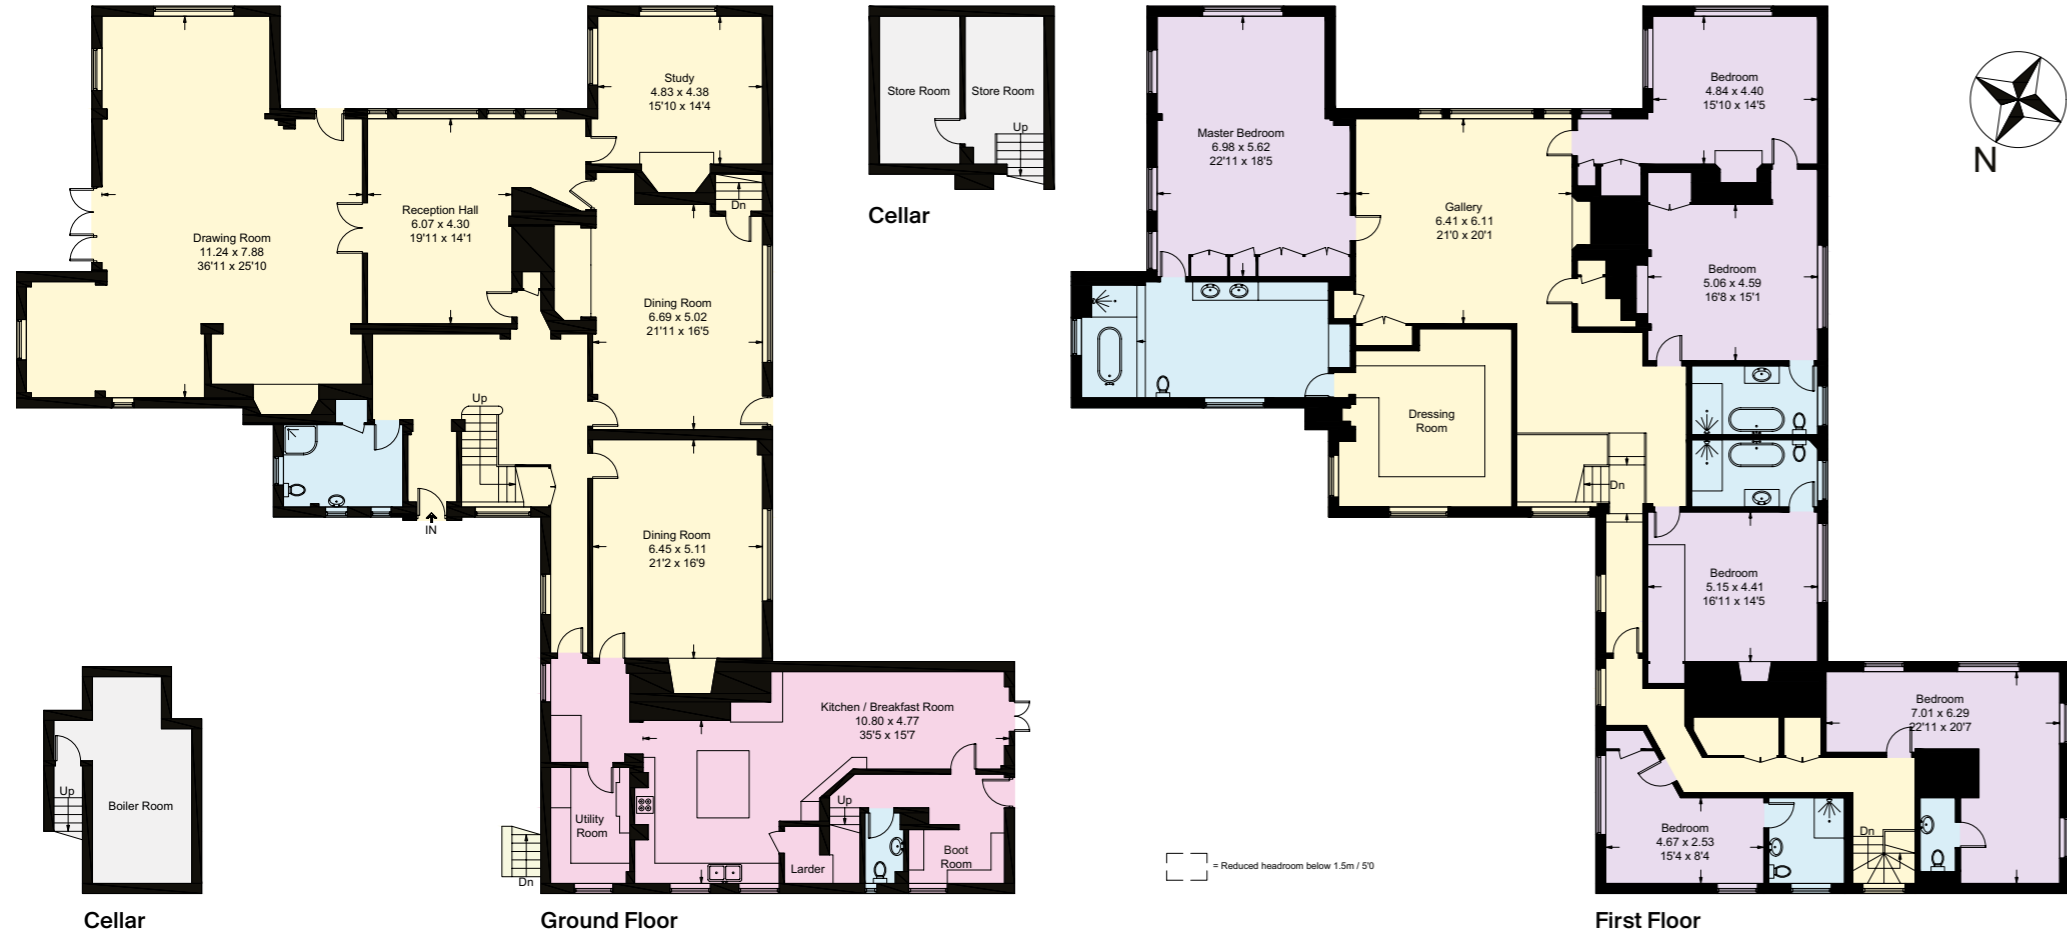 Study
4.83 x 4.38
15'10 x 14'4
Reception Hall
6.07 x 4.30
19'11 x 14'1
Drawing Room
11.24 x 7.88
36'11 x 25'10
Dn
Dining Room
6.69 x 5.02
21'11 x 16'5
Up
IN
Dining Room
6.45 x 5.11
21'2 x 16'9
Kitchen / Breakfast Room
10.80 x 4.77
35'5 x 15'7
Up
Utility
Room
Larder
Boot
Room
Dn
Ground Floor
Up
Boiler Room
Cellar
Store Room
Store Room
Up
Cellar
Master Bedroom
6.98 x 5.62
22'11 x 18'5
Bedroom
4.84 x 4.40
15'10 x 14'5
Gallery
6.41 x 6.11
21'0 x 20'1
Bedroom
5.06 x 4.59
16'8 x 15'1
Dressing
Room
Dn
Bedroom
5.15 x 4.41
16'11 x 14'5
Bedroom
7.01 x 6.29
22'11 x 20'7
Bedroom
4.67 x 2.53
15'4 x 8'4
Dn
First Floor
N
= Reduced headroom below 1.5m / 5'0